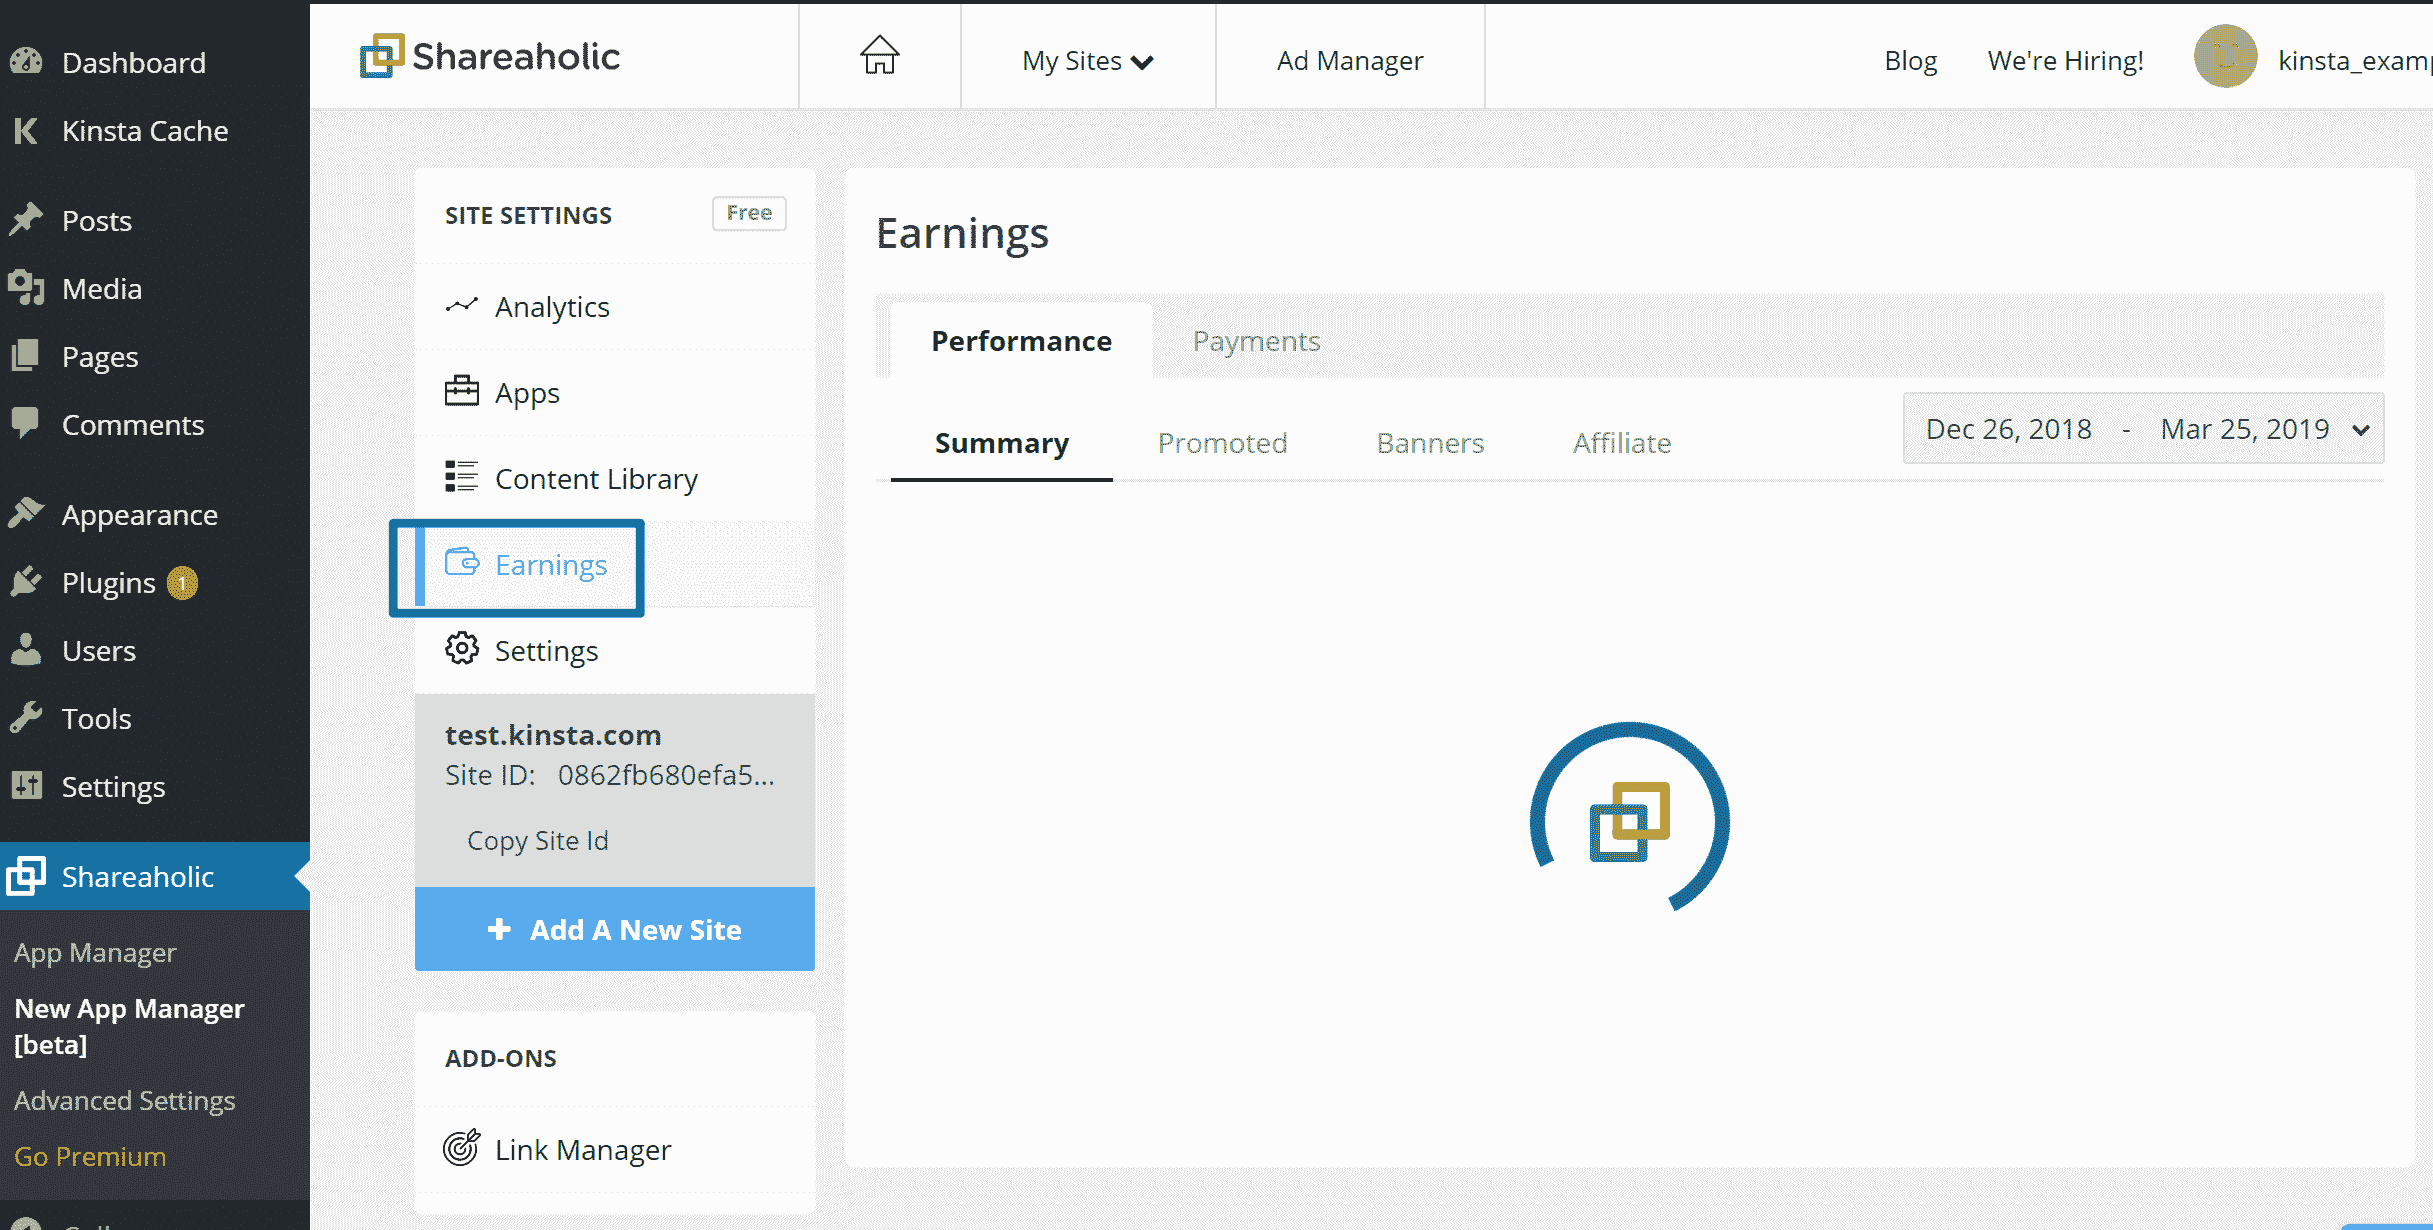 Dashboard
Kinsta Cache
Posts
Media
Pages
Comments
Appearance
Plugins 1
Users
Tools
Settings
Shareaholic
App Manager
New App Manager
[beta]
Advanced Settings
Go Premium
Shareaholic
My Sites
Ad Manager
Blog
We're Hiring!
SITE SETTINGS
Free
Analytics
Apps
Content Library
Earnings
Settings
test.kinsta.com
Site ID: 0862fb680efa5...
Copy Site Id
+ Add A New Site
ADD-ONS
Link Manager
Earnings
Performance
Payments
Summary
Promoted
Banners
Affiliate
Dec 26, 2018 - Mar 25, 2019